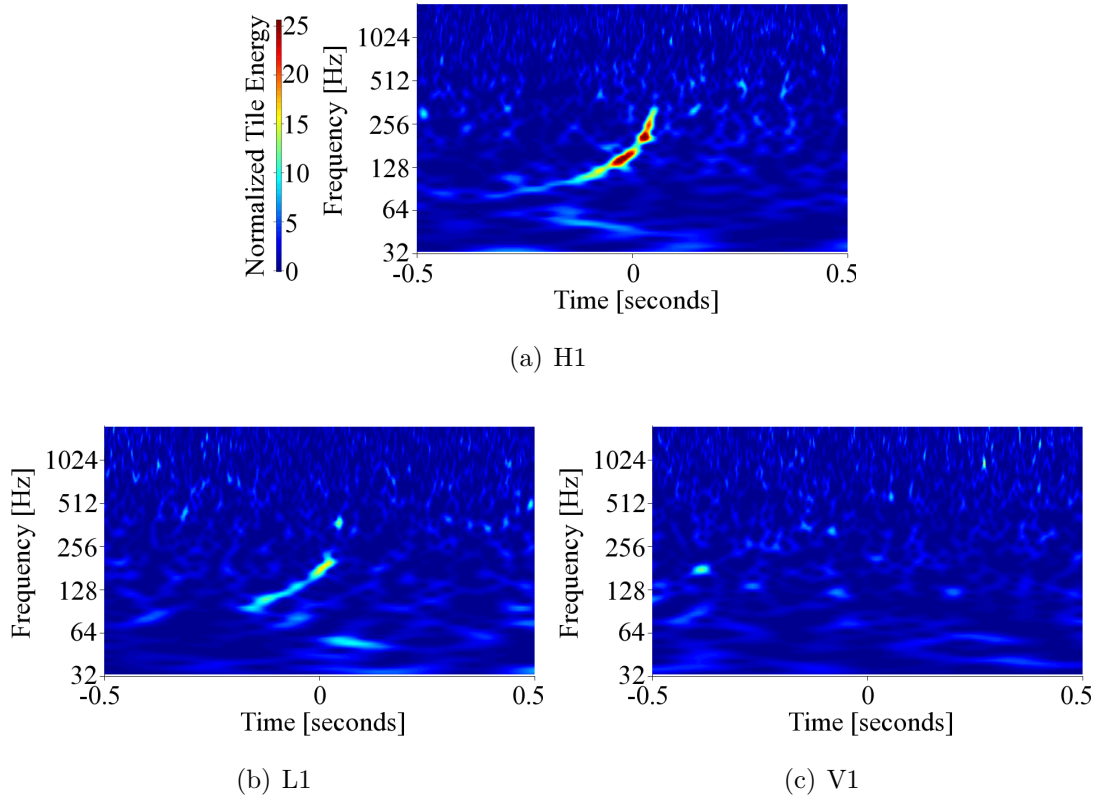 Normalized Tile Energy
25
20
15
10
5
0
Frequency [Hz]
1024
512
256
128
64
32
-0.5 0 0.5
Time [seconds]
(a) H1
Frequency [Hz]
1024
512
256
128
64
32
-0.5 0 0.5
Time [seconds]
(b) L1
Frequency [Hz]
1024
512
256
128
64
32
-0.5 0 0.5
Time [seconds]
(c) V1